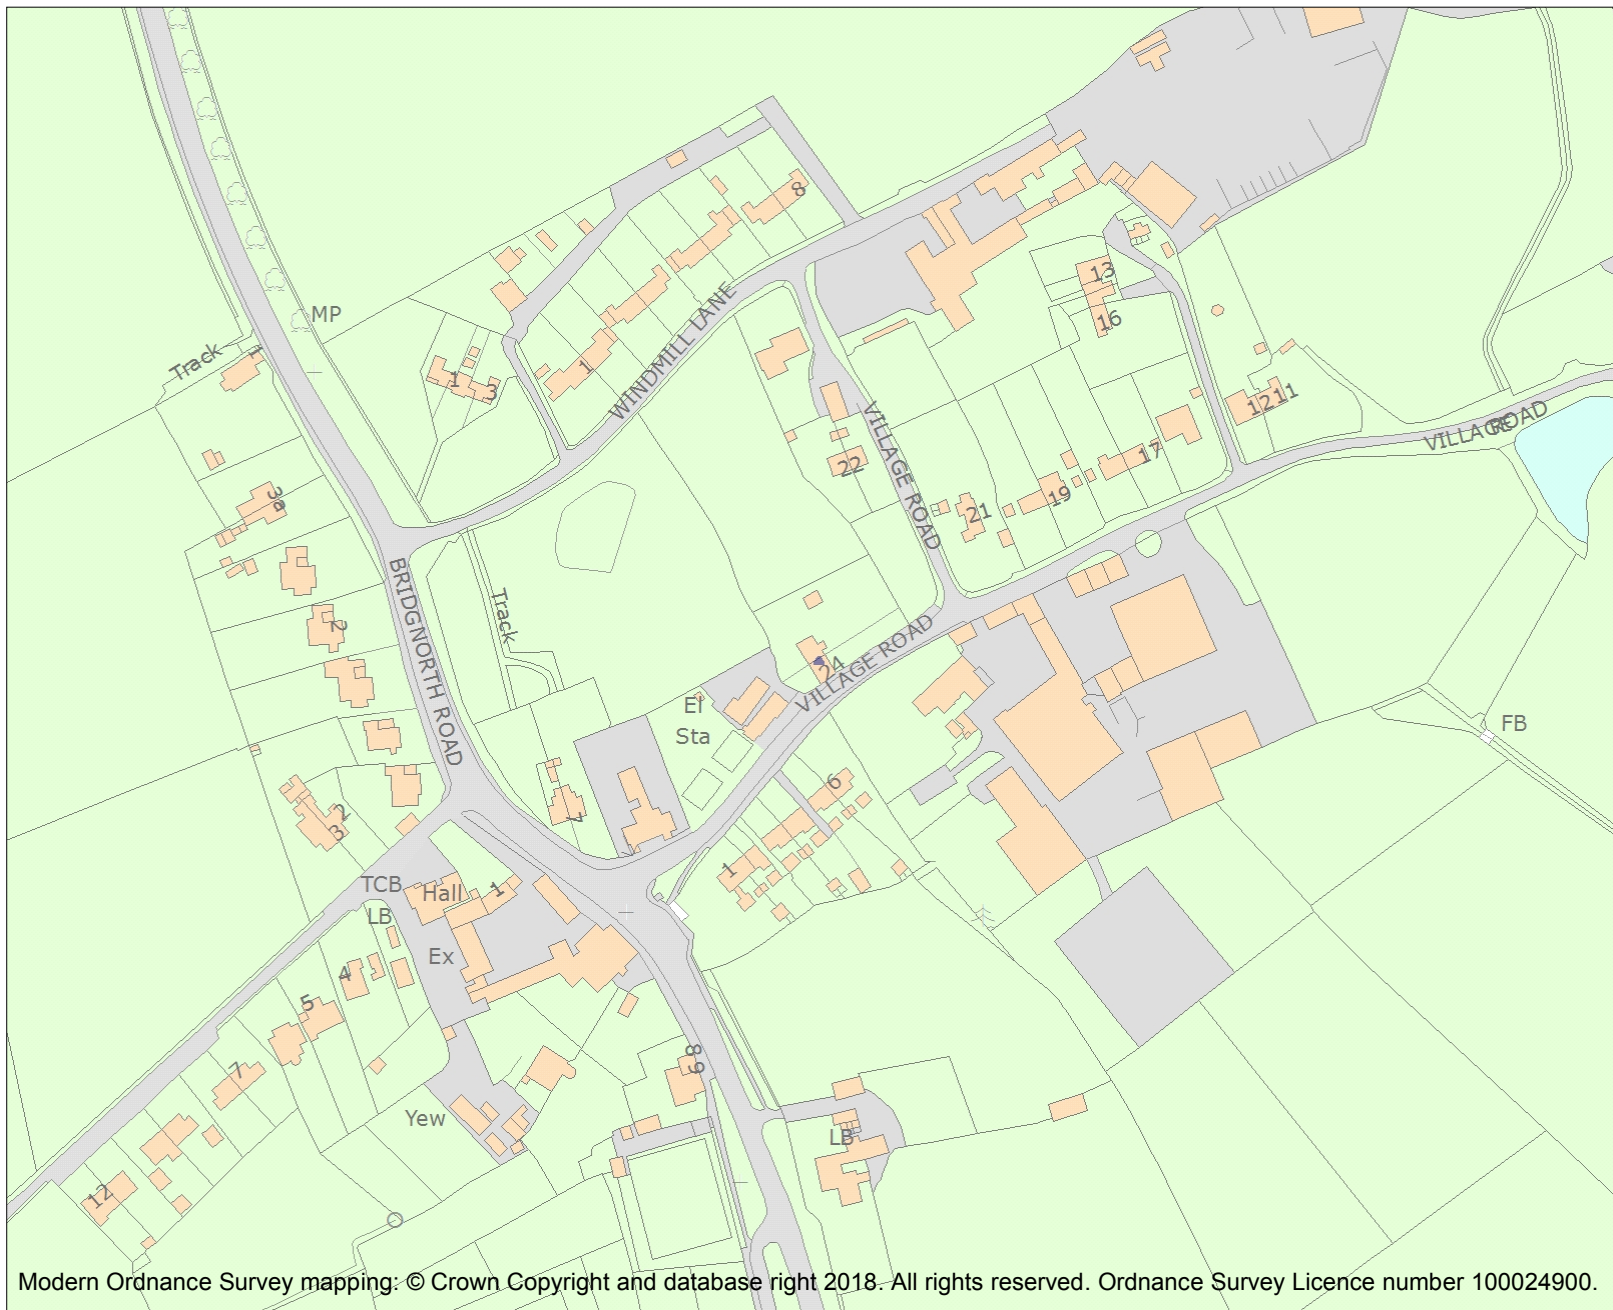 8
13
MP
WINDMILL LANE
16
Track
1
1
3
1
12
11
VILLAGE ROAD
VILLAGE ROAD
22
17
3a
19
21
BRIDGNORTH ROAD
Track
2
VILLAGE ROAD
24
El
Sta
FB
6
2
3
7
1
TCB
Hall
1
LB
Ex
4
5
7
8
9
Yew
LB
12
Modern Ordnance Survey mapping: © Crown Copyright and database right 2018. All rights reserved. Ordnance Survey Licence number 100024900.